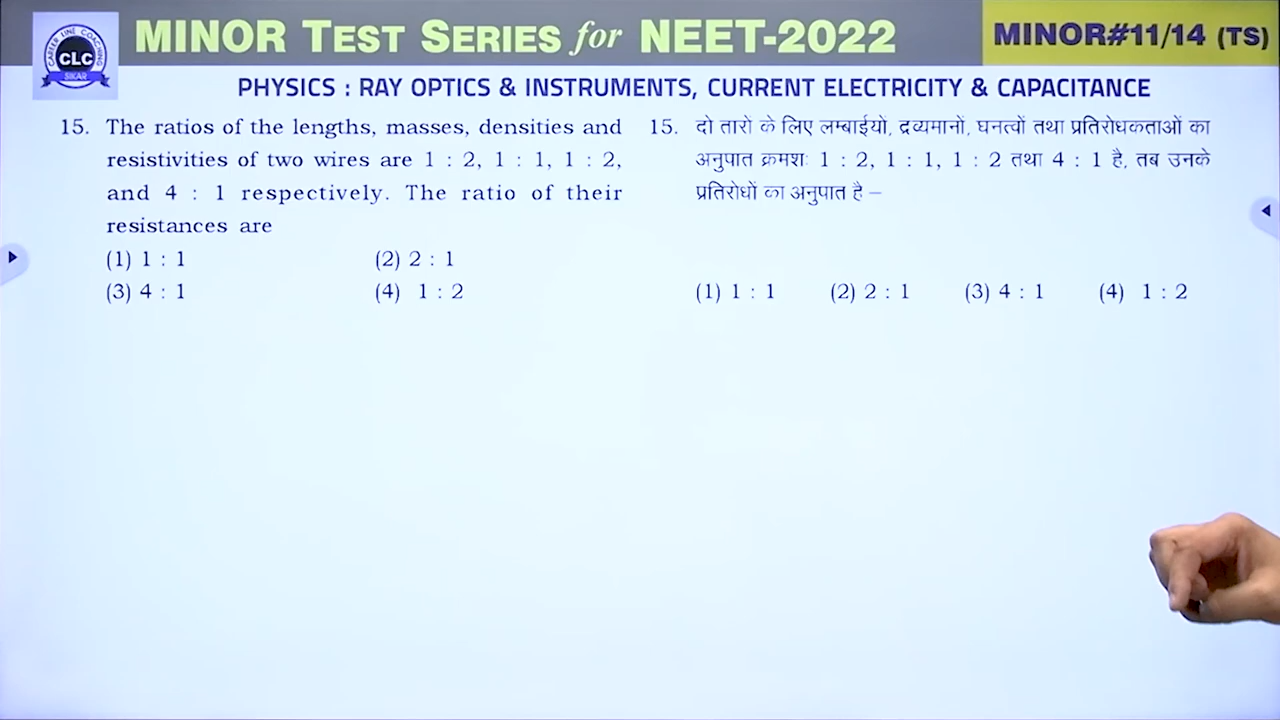 CAREER LINE COACHING
CLC
SIKAR
MINOR TEST SERIES for NEET-2022
MINOR#11/14 (TS)
PHYSICS : RAY OPTICS & INSTRUMENTS, CURRENT ELECTRICITY & CAPACITANCE
15. The ratios of the lengths, masses, densities and
resistivities of two wires are 1 : 2, 1 : 1, 1 : 2,
and 4 : 1 respectively. The ratio of their
resistances are
(1) 1 : 1 (2) 2 : 1
(3) 4 : 1 (4) 1 : 2
15. दो तारो के लिए लम्बाईयों, द्रव्यमानों, घनत्वों तथा प्रतिरोधकताओं का
अनुपात क्रमशः 1 : 2, 1 : 1, 1 : 2 तथा 4 : 1 है, तब उनके
प्रतिरोधों का अनुपात है –
(1) 1 : 1 (2) 2 : 1 (3) 4 : 1 (4) 1 : 2